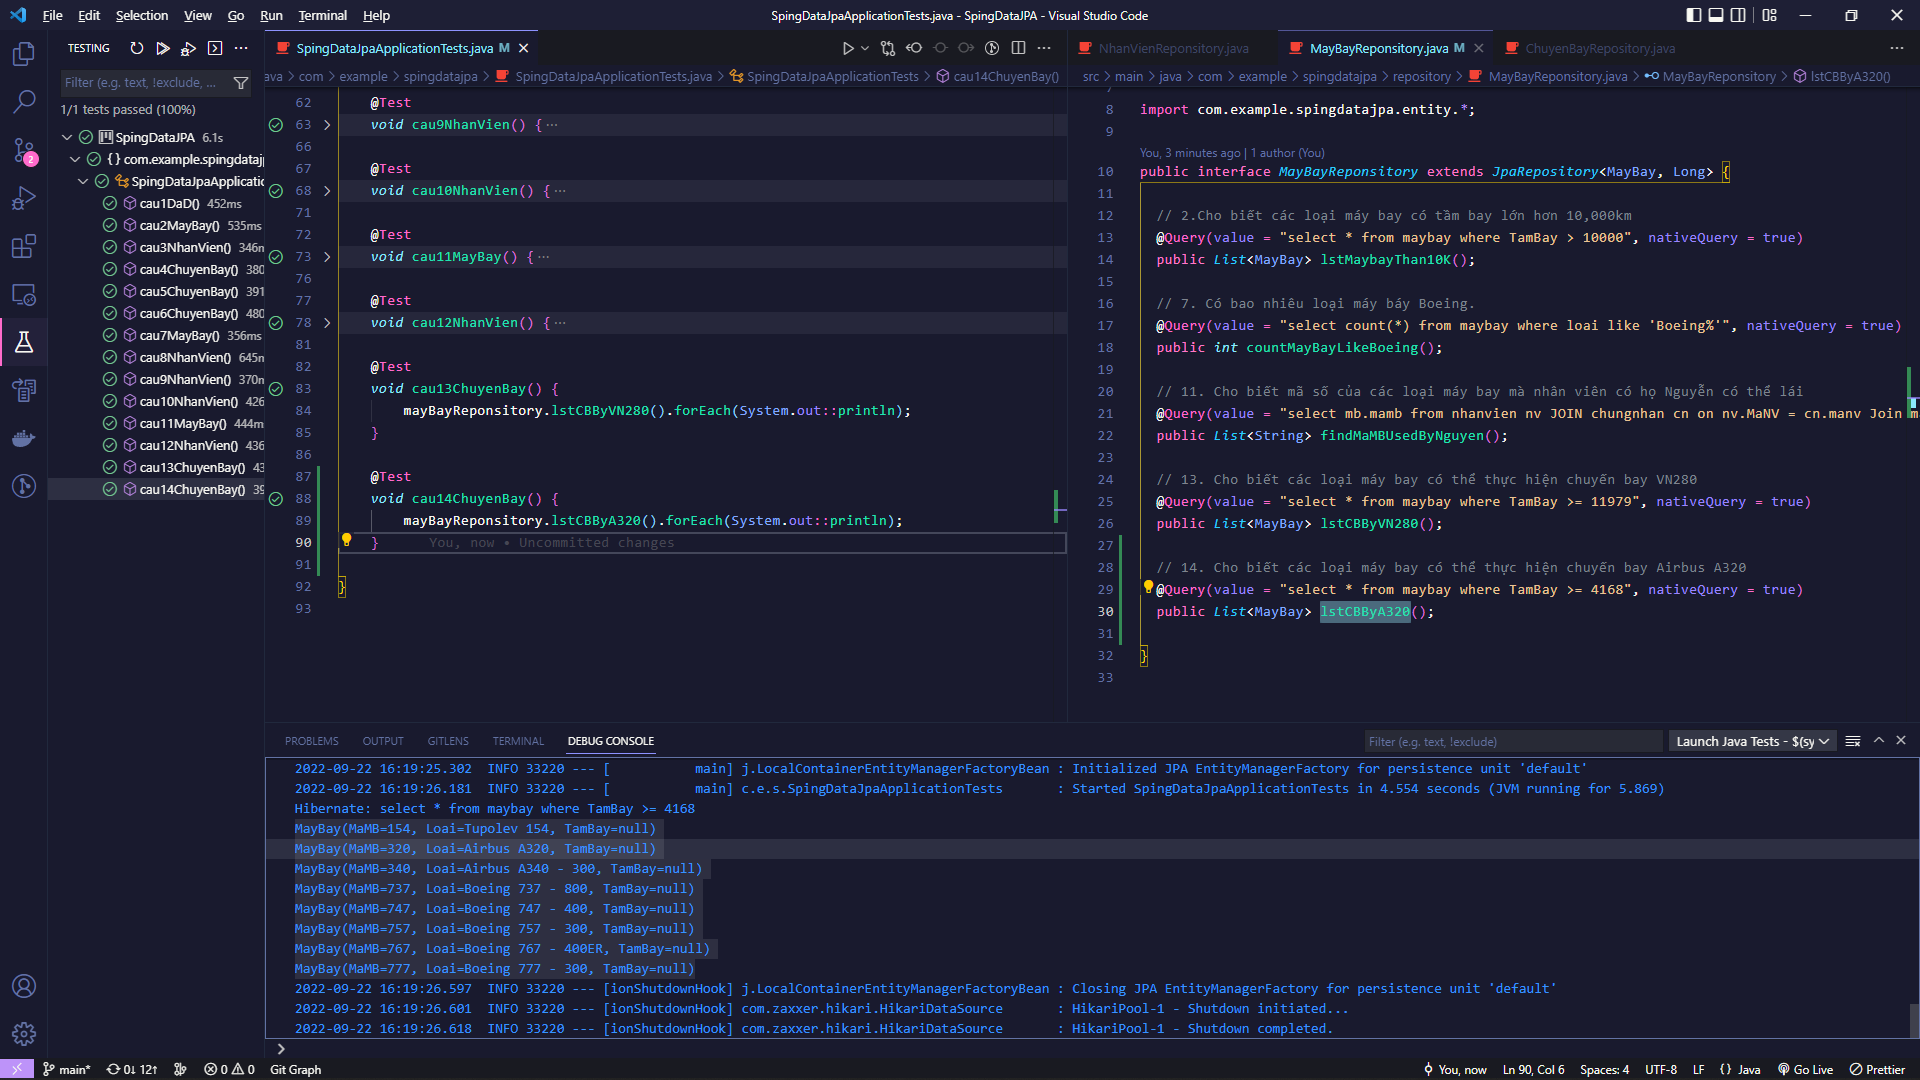 File Edit Selection View Go Run Terminal Help
SpingDataJpaApplicationTests.java - SpingDataJPA - Visual Studio Code
TESTING
Filter (e.g. text, !exclude, ...
1/1 tests passed (100%)
SpingDataJPA 6.1s
{} com.example.spingdataj
SpingDataJpaApplicatic
cau1DaD() 452ms
cau2MayBay() 535ms
cau3NhanVien() 346m
cau4ChuyenBay() 380
cau5ChuyenBay() 391
cau6ChuyenBay() 480
cau7MayBay() 356ms
cau8NhanVien() 645m
cau9NhanVien() 370m
cau10NhanVien() 426
cau11MayBay() 444ms
cau12NhanVien() 436
cau13ChuyenBay() 43
cau14ChuyenBay() 39
2
SpingDataJpaApplicationTests.java M
ava > com > example > spingdatajpa > SpingDataJpaApplicationTests.java > SpingDataJpaApplicationTests > cau14ChuyenBay()
62 @Test
63 void cau9NhanVien() { ...
66
67 @Test
68 void cau10NhanVien() { ...
71
72 @Test
73 void cau11MayBay() { ...
76
77 @Test
78 void cau12NhanVien() { ...
81
82 @Test
83 void cau13ChuyenBay() {
84 mayBayReponsitory.lstCBByVN280().forEach(System.out::println);
85 }
86
87 @Test
88 void cau14ChuyenBay() {
89 mayBayReponsitory.lstCBByA320().forEach(System.out::println);
90 } You, now • Uncommitted changes
91
92 }
93
NhanVienReponsitory.java MayBayReponsitory.java M ChuyenBayRepository.java
src > main > java > com > example > spingdatajpa > repository > MayBayReponsitory.java > MayBayReponsitory > lstCBByA320()
7
8 import com.example.spingdatajpa.entity.*;
9
You, 3 minutes ago | 1 author (You)
10 public interface MayBayReponsitory extends JpaRepository<MayBay, Long> {
11
12 // 2.Cho biết các loại máy bay có tầm bay lớn hơn 10,000km
13 @Query(value = "select * from maybay where TamBay > 10000", nativeQuery = true)
14 public List<MayBay> lstMaybayThan10K();
15
16 // 7. Có bao nhiêu loại máy báy Boeing.
17 @Query(value = "select count(*) from maybay where loai like 'Boeing%'", nativeQuery = true)
18 public int countMayBayLikeBoeing();
19
20 // 11. Cho biết mã số của các loại máy bay mà nhân viên có họ Nguyễn có thể lái
21 @Query(value = "select mb.mamb from nhanvien nv JOIN chungnhan cn on nv.MaNV = cn.manv Join m
22 public List<String> findMaMBUsedByNguyen();
23
24 // 13. Cho biết các loại máy bay có thể thực hiện chuyến bay VN280
25 @Query(value = "select * from maybay where TamBay >= 11979", nativeQuery = true)
26 public List<MayBay> lstCBByVN280();
27
28 // 14. Cho biết các loại máy bay có thể thực hiện chuyến bay Airbus A320
29 @Query(value = "select * from maybay where TamBay >= 4168", nativeQuery = true)
30 public List<MayBay> lstCBByA320();
31
32 }
33
PROBLEMS OUTPUT GITLENS TERMINAL DEBUG CONSOLE
Filter (e.g. text, !exclude)
Launch Java Tests - $(sy
2022-09-22 16:19:25.302 INFO 33220 --- [ main] j.LocalContainerEntityManagerFactoryBean : Initialized JPA EntityManagerFactory for persistence unit 'default'
2022-09-22 16:19:26.181 INFO 33220 --- [ main] c.e.s.SpingDataJpaApplicationTests : Started SpingDataJpaApplicationTests in 4.554 seconds (JVM running for 5.869)
Hibernate: select * from maybay where TamBay >= 4168
MayBay(MaMB=154, Loai=Tupolev 154, TamBay=null)
MayBay(MaMB=320, Loai=Airbus A320, TamBay=null)
MayBay(MaMB=340, Loai=Airbus A340 - 300, TamBay=null)
MayBay(MaMB=737, Loai=Boeing 737 - 800, TamBay=null)
MayBay(MaMB=747, Loai=Boeing 747 - 400, TamBay=null)
MayBay(MaMB=757, Loai=Boeing 757 - 300, TamBay=null)
MayBay(MaMB=767, Loai=Boeing 767 - 400ER, TamBay=null)
MayBay(MaMB=777, Loai=Boeing 777 - 300, TamBay=null)
2022-09-22 16:19:26.597 INFO 33220 --- [ionShutdownHook] j.LocalContainerEntityManagerFactoryBean : Closing JPA EntityManagerFactory for persistence unit 'default'
2022-09-22 16:19:26.601 INFO 33220 --- [ionShutdownHook] com.zaxxer.hikari.HikariDataSource : HikariPool-1 - Shutdown initiated...
2022-09-22 16:19:26.618 INFO 33220 --- [ionShutdownHook] com.zaxxer.hikari.HikariDataSource : HikariPool-1 - Shutdown completed.
main* 0↓ 12↑ 0 0 Git Graph
You, now Ln 90, Col 6 Spaces: 4 UTF-8 LF {} Java Go Live Prettier